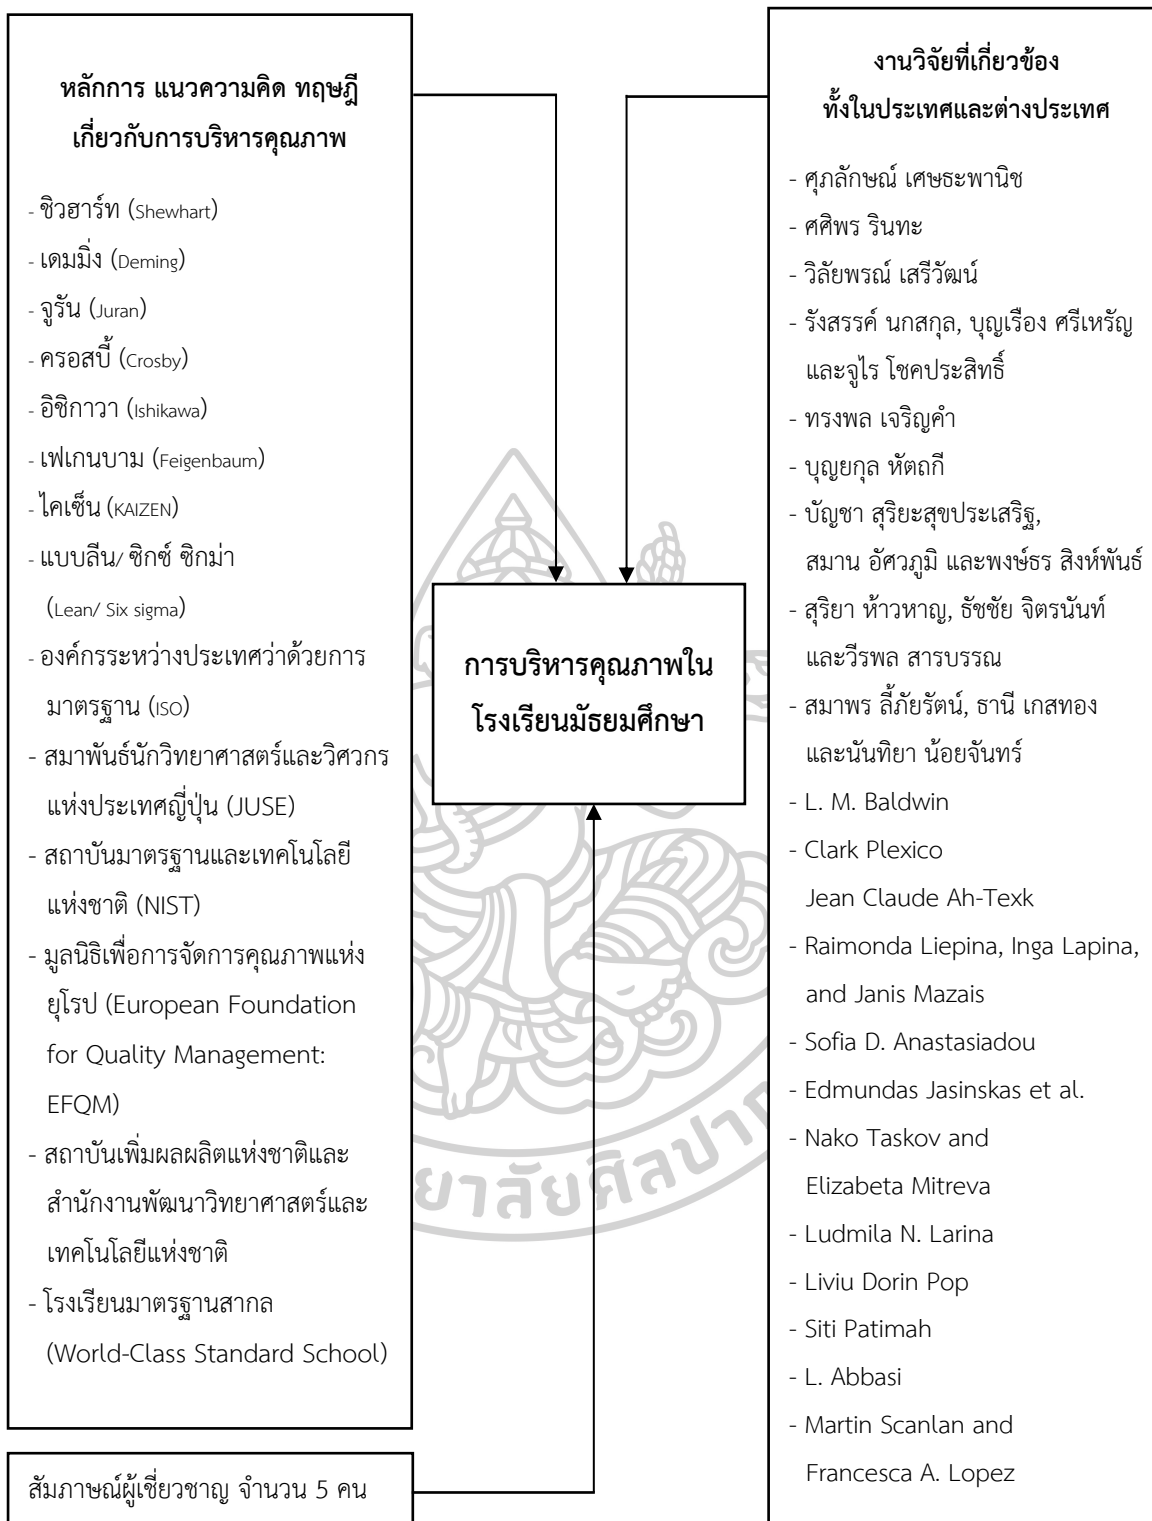 หลักการ แนวความคิด ทฤษฎี
เกี่ยวกับการบริหารคุณภาพ
- ชิวฮาร์ท (Shewhart)
- เดมมิ่ง (Deming)
- จูรัน (Juran)
- ครอสบี้ (Crosby)
- อิชิกาวา (Ishikawa)
- เฟเกนบาม (Feigenbaum)
- ไคเซ็น (KAIZEN)
- แบบลีน/ ซิกซ์ ซิกม่า
(Lean/ Six sigma)
- องค์กรระหว่างประเทศว่าด้วยการ
มาตรฐาน (ISO)
- สมาพันธ์นักวิทยาศาสตร์และวิศวกร
แห่งประเทศญี่ปุ่น (JUSE)
- สถาบันมาตรฐานและเทคโนโลยี
แห่งชาติ (NIST)
- มูลนิธิเพื่อการจัดการคุณภาพแห่ง
ยุโรป (European Foundation
for Quality Management:
EFQM)
- สถาบันเพิ่มผลผลิตแห่งชาติและ
สำนักงานพัฒนาวิทยาศาสตร์และ
เทคโนโลยีแห่งชาติ
- โรงเรียนมาตรฐานสากล
(World-Class Standard School)
สัมภาษณ์ผู้เชี่ยวชาญ จำนวน 5 คน
การบริหารคุณภาพใน
โรงเรียนมัธยมศึกษา
งานวิจัยที่เกี่ยวข้อง
ทั้งในประเทศและต่างประเทศ
- ศุภลักษณ์ เศษธะพานิช
- ศศิพร รินทะ
- วิลัยพรณ์ เสรีวัฒน์
- รังสรรค์ นกสกุล, บุญเรือง ศรีเหรัญ
และจูไร โชคประสิทธิ์
- ทรงพล เจริญคำ
- บุญยกุล หัตถกี
- บัญชา สุริยะสุขประเสริฐ,
สมาน อัศวภูมิ และพงษ์ธร สิงห์พันธ์
- สุริยา ห้าวหาญ, ธัชชัย จิตรนันท์
และวีรพล สารบรรณ
- สมาพร ลี้ภัยรัตน์, ธานี เกสทอง
และนันทิยา น้อยจันทร์
- L. M. Baldwin
- Clark Plexico
Jean Claude Ah-Texk
- Raimonda Liepina, Inga Lapina,
and Janis Mazais
- Sofia D. Anastasiadou
- Edmundas Jasinskas et al.
- Nako Taskov and
Elizabeta Mitreva
- Ludmila N. Larina
- Liviu Dorin Pop
- Siti Patimah
- L. Abbasi
- Martin Scanlan and
Francesca A. Lopez
ยาลัยศิลปาก